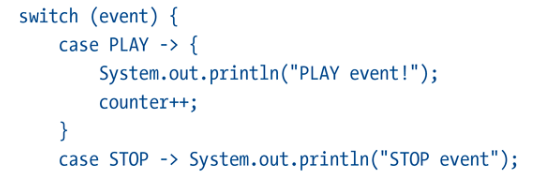 switch (event) {
    case PLAY -> {
        System.out.println("PLAY event!");
        counter++;
    }
    case STOP -> System.out.println("STOP event");